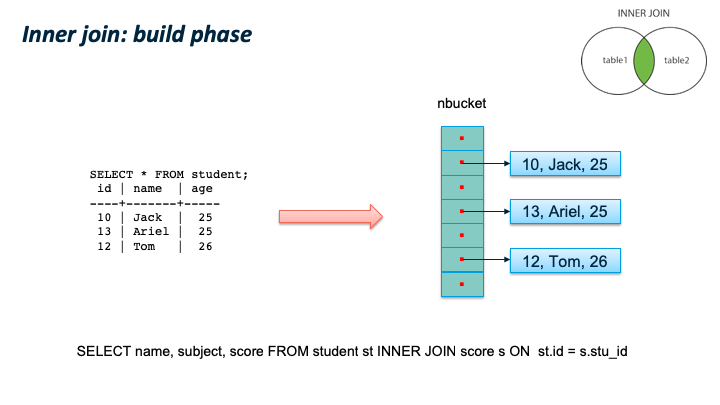 Inner join: build phase
INNER JOIN
table1
table2
nbucket
SELECT * FROM student;
id | name | age
----+-------+-----
10 | Jack | 25
13 | Ariel | 25
12 | Tom | 26
10, Jack, 25
13, Ariel, 25
12, Tom, 26
SELECT name, subject, score FROM student st INNER JOIN score s ON st.id = s.stu_id